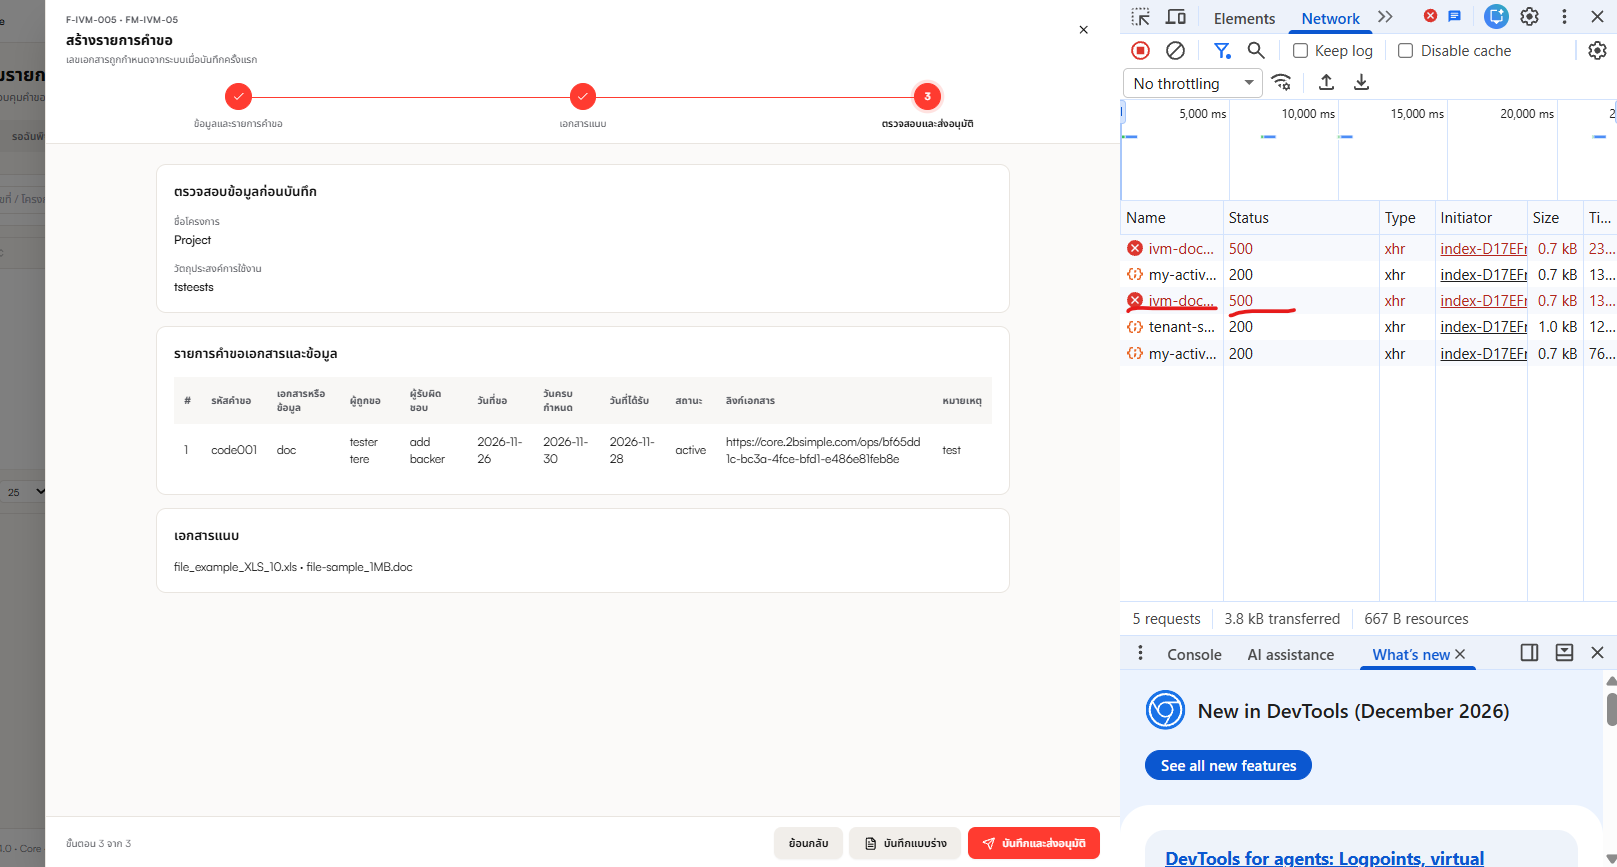 F-IVM-005 • FM-IVM-05
สร้างรายการคำขอ
เลขเอกสารถูกกำหนดจากระบบเมื่อบันทึกครั้งแรก
3
ข้อมูลและรายการคำขอ
เอกสารแนบ
ตรวจสอบและส่งอนุมัติ
ตรวจสอบข้อมูลก่อนบันทึก
ชื่อโครงการ
Project
วัตถุประสงค์การใช้งาน
tsteests
รายการคำขอเอกสารและข้อมูล
# รหัสคำขอ เอกสารหรือข้อมูล ผู้ถูกขอ ผู้รับผิดชอบ วันที่ขอ วันครบกำหนด วันที่ได้รับ สถานะ ลิงก์เอกสาร หมายเหตุ
1 code001 doc tester tere add backer 2026-11-26 2026-11-30 2026-11-28 active https://core.2bsimple.com/ops/bf65dd1c-bc3a-4fce-bfd1-e486e81feb8e test
เอกสารแนบ
file_example_XLS_10.xls • file-sample_1MB.doc
ขั้นตอน 3 จาก 3
ย้อนกลับ
บันทึกแบบร่าง
บันทึกและส่งอนุมัติ
25
Elements Network
Keep log Disable cache
No throttling
5,000 ms 10,000 ms 15,000 ms 20,000 ms
Name Status Type Initiator Size Ti...
ivm-doc... 500 xhr index-D17EFr 0.7 kB 23...
my-activ... 200 xhr index-D17EFr 0.7 kB 13...
ivm-doc... 500 xhr index-D17EFr 0.7 kB 13...
tenant-s... 200 xhr index-D17EFr 1.0 kB 12...
my-activ... 200 xhr index-D17EFr 0.7 kB 76...
5 requests 3.8 kB transferred 667 B resources
Console AI assistance What's new
New in DevTools (December 2026)
See all new features
DevTools for agents: Logpoints, virtual